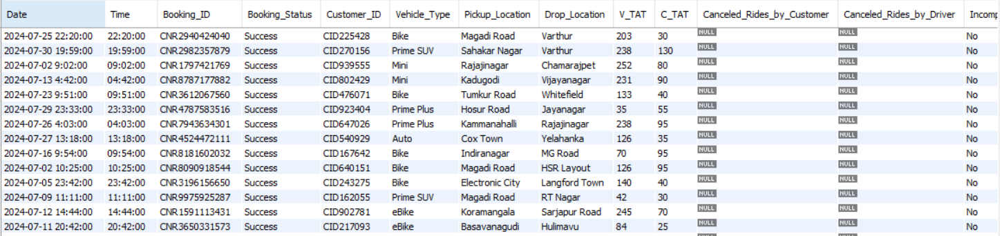 Date Time Booking_ID Booking_Status Customer_ID Vehicle_Type Pickup_Location Drop_Location V_TAT C_TAT Canceled_Rides_by_Customer Canceled_Rides_by_Driver Incomp
2024-07-25 22:20:00 22:20:00 CNR2940424040 Success CID225428 Bike Magadi Road Varthur 203 30 NULL NULL No
2024-07-30 19:59:00 19:59:00 CNR2982357879 Success CID270156 Prime SUV Sahakar Nagar Varthur 238 130 NULL NULL No
2024-07-02 9:02:00 09:02:00 CNR1797421769 Success CID939555 Mini Rajajinagar Chamarajpet 252 80 NULL NULL No
2024-07-13 4:42:00 04:42:00 CNR8787177882 Success CID802429 Mini Kadugodi Vijayanagar 231 90 NULL NULL No
2024-07-23 9:51:00 09:51:00 CNR3612067560 Success CID476071 Bike Tumkur Road Whitefield 133 40 NULL NULL No
2024-07-29 23:33:00 23:33:00 CNR4787583516 Success CID923404 Prime Plus Hosur Road Jayanagar 35 55 NULL NULL No
2024-07-26 4:03:00 04:03:00 CNR7943634301 Success CID647026 Prime Plus Kammanahalli Rajajinagar 238 95 NULL NULL No
2024-07-27 13:18:00 13:18:00 CNR4524472111 Success CID540929 Auto Cox Town Yelahanka 126 35 NULL NULL No
2024-07-16 9:54:00 09:54:00 CNR8181602032 Success CID167642 Bike Indiranagar MG Road 70 95 NULL NULL No
2024-07-02 10:25:00 10:25:00 CNR8090918544 Success CID640151 Bike Magadi Road HSR Layout 126 95 NULL NULL No
2024-07-05 23:42:00 23:42:00 CNR3196156650 Success CID243275 Bike Electronic City Langford Town 140 40 NULL NULL No
2024-07-09 11:11:00 11:11:00 CNR9975925287 Success CID162055 Prime SUV Magadi Road RT Nagar 42 30 NULL NULL No
2024-07-12 14:44:00 14:44:00 CNR1591113431 Success CID902781 eBike Koramangala Sarjapur Road 245 70 NULL NULL No
2024-07-11 20:42:00 20:42:00 CNR3650331573 Success CID217093 eBike Basavanagudi Hulimavu 84 25 NULL NULL No